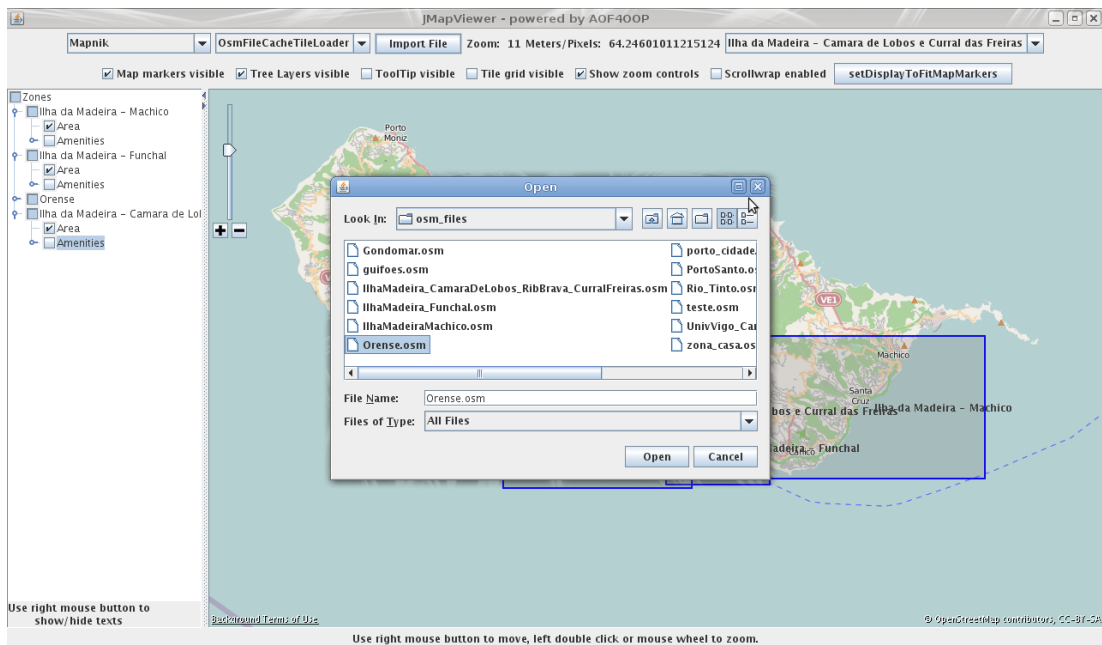 JMapViewer - powered by AOF4OOP
Mapnik OsmFileCacheTileLoader Import File Zoom: 11 Meters/Pixels: 64.24601011215124 Ilha da Madeira - Camara de Lobos e Curral das Freiras
Map markers visible Tree Layers visible ToolTip visible Tile grid visible Show zoom controls Scrollwrap enabled setDisplayToFitMapMarkers
Zones
Ilha da Madeira - Machico
Area
Amenities
Ilha da Madeira - Funchal
Area
Amenities
Orense
Ilha da Madeira - Camara de Lol
Area
Amenities
Use right mouse button to
show/hide texts
Porto
Moniz
Open
Look In: osm_files
Gondomar.osm porto_cidade.
guifoes.osm PortoSanto.o
IlhaMadeira_CamaraDeLobos_RibBrava_CurralFreiras.osm Rio_Tinto.osr
IlhaMadeira_Funchal.osm teste.osm
IlhaMadeiraMachico.osm UnivVigo_Ca
Orense.osm zona_casa.os
File Name: Orense.osm
Files of Type: All Files
Open Cancel
VE1
Machico
Santa
Cruz
bos e Curral das Freiras
Ilha da Madeira - Machico
adeira - Funchal
Background Terms of Use
© OpenStreetMap contributors, CC-BY-SA
Use right mouse button to move, left double click or mouse wheel to zoom.